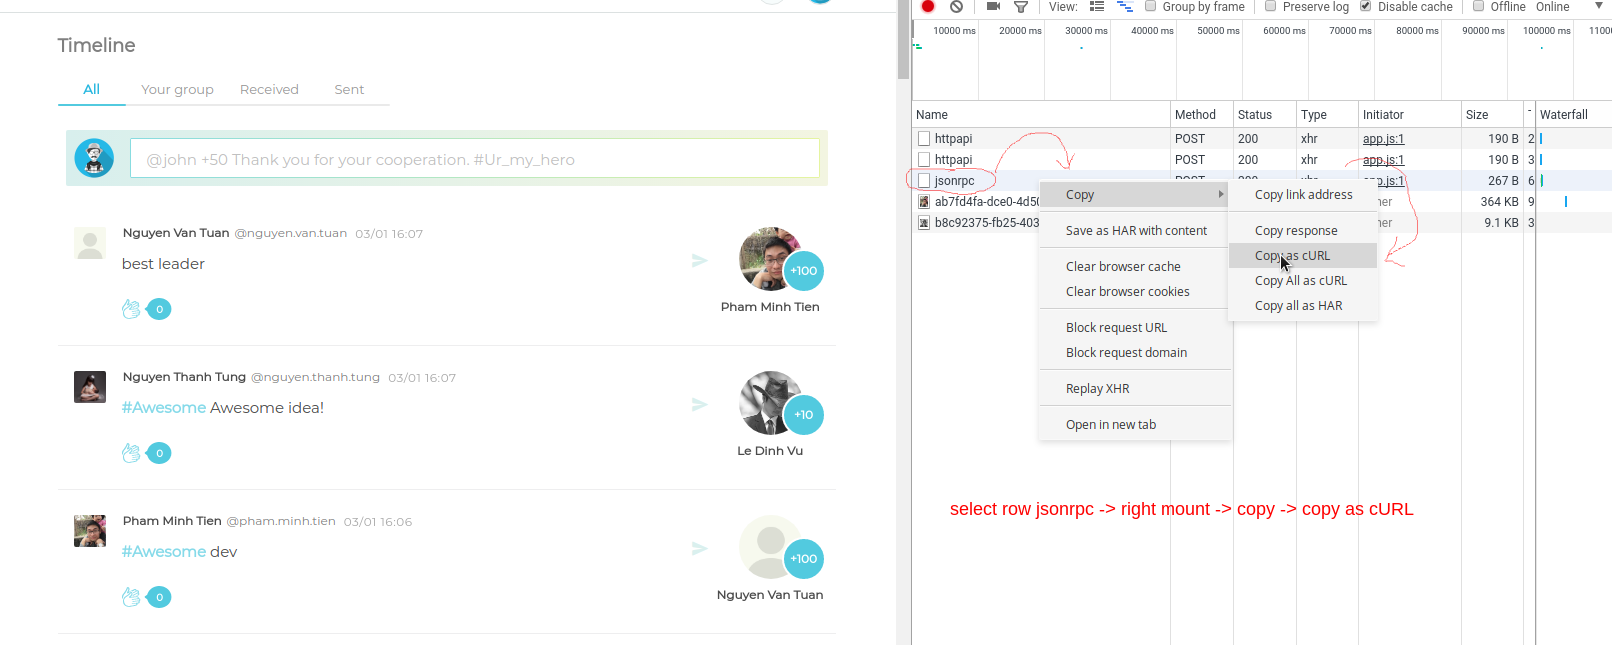 Timeline
All Your group Received Sent
@john +50 Thank you for your cooperation. #Ur_my_hero
Nguyen Van Tuan @nguyen.van.tuan 03/01 16:07
best leader
+100
0
Pham Minh Tien
Nguyen Thanh Tung @nguyen.thanh.tung 03/01 16:07
#Awesome Awesome idea!
+10
0
Le Dinh Vu
Pham Minh Tien @pham.minh.tien 03/01 16:06
#Awesome dev
+100
0
Nguyen Van Tuan
View: Group by frame Preserve log Disable cache Offline Online
10000 ms 20000 ms 30000 ms 40000 ms 50000 ms 60000 ms 70000 ms 80000 ms 90000 ms 100000 ms 1100
Name Method Status Type Initiator Size Waterfall
httpapi POST 200 xhr app.js:1 190 B 2
httpapi POST 200 xhr app.js:1 190 B 3
jsonrpc POST 200 xhr app.js:1 267 B 6
ab7fd4fa-dce0-4d50 her 364 KB 9
b8c92375-fb25-403 her 9.1 KB 3
Copy
Save as HAR with content
Clear browser cache
Clear browser cookies
Block request URL
Block request domain
Replay XHR
Open in new tab
Copy link address
Copy response
Copy as cURL
Copy All as cURL
Copy all as HAR
select row jsonrpc -> right mount -> copy -> copy as cURL